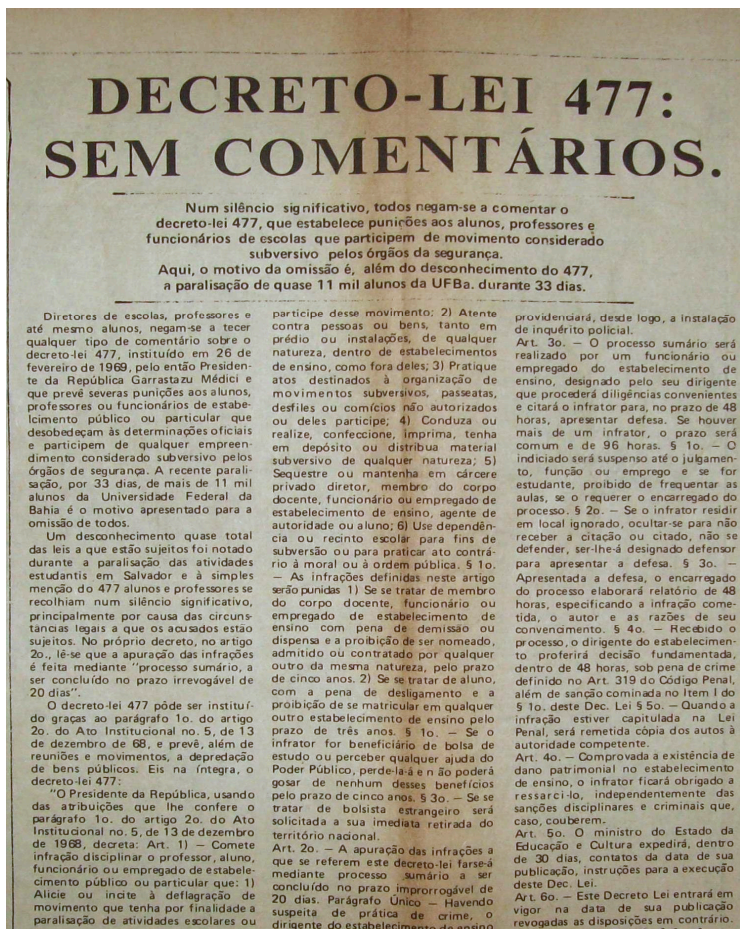 DECRETO-LEI 477:
SEM COMENTÁRIOS.
Num silêncio significativo, todos negam-se a comentar o
decreto-lei 477, que estabelece punições aos alunos, professores e
funcionários de escolas que participem de movimento considerado
subversivo pelos órgãos da segurança.
Aqui, o motivo da omissão é, além do desconhecimento do 477,
a paralisação de quase 11 mil alunos da UFBa. durante 33 dias.
Diretores de escolas, professores e
até mesmo alunos, negam-se a tecer
qualquer tipo de comentário sobre o
decreto-lei 477, instituído em 26 de
fevereiro de 1969, pelo então Presiden-
te da República Garrastazu Médici e
que prevê severas punições aos alunos,
professores ou funcionários de estabe-
lcimento público ou particular que
desobedeçam às determinações oficiais
e participem de qualquer empreen-
dimento considerado subversivo pelos
órgãos de segurança. A recente parali-
sação, por 33 dias, de mais de 11 mil
alunos da Universidade Federal da
Bahia é o motivo apresentado para a
omissão de todos.
Um desconhecimento quase total
das leis a que estão sujeitos foi notado
durante a paralisação das atividades
estudantis em Salvador e à simples
menção do 477 alunos e professores se
recolhiam num silêncio significativo,
principalmente por causa das circuns-
tâncias legais a que os acusados estão
sujeitos. No próprio decreto, no artigo
2o., lê-se que a apuração das infrações
é feita mediante "processo sumário, a
ser concluído no prazo irrevogável de
20 dias".
O decreto-lei 477 pôde ser instituí-
do graças ao parágrafo 1o. do artigo
2o. do Ato Institucional no. 5, de 13
de dezembro de 68, e prevê, além de
reuniões e movimentos, a depredação
de bens públicos. Eis na íntegra, o
decreto-lei 477:
"O Presidente da República, usando
das atribuições que lhe confere o
parágrafo 1o. do artigo 2o. do Ato
Institucional no. 5, de 13 de dezembro
de 1968, decreta: Art. 1) — Comete
infração disciplinar o professor, aluno,
funcionário ou empregado de estabele-
cimento público ou particular que: 1)
Alicie ou incite à deflagração de
movimento que tenha por finalidade a
paralisação de atividades escolares ou
participe desse movimento; 2) Atente
contra pessoas ou bens, tanto em
prédio ou instalações, de qualquer
natureza, dentro de estabelecimentos
de ensino, como fora deles; 3) Pratique
atos destinados à organização de
movimentos subversivos, passeatas,
desfiles ou comícios não autorizados
ou deles participe; 4) Conduza ou
realize, confeccione, imprima, tenha
em depósito ou distribua material
subversivo de qualquer natureza; 5)
Sequestre ou mantenha em cárcere
privado diretor, membro do corpo
docente, funcionário ou empregado de
estabelecimento de ensino, agente de
autoridade ou aluno; 6) Use dependên-
cia ou recinto escolar para fins de
subversão ou para praticar ato contrá-
rio à moral ou à ordem pública. § 1o.
— As infrações definidas neste artigo
serão punidas 1) Se se tratar de membro
do corpo docente, funcionário ou
empregado de estabelecimento de
ensino com pena de demissão ou
dispensa e a proibição de ser nomeado,
admitido ou contratado por qualquer
outro da mesma natureza, pelo prazo
de cinco anos. 2) Se se tratar de aluno,
com a pena de desligamento e a
proibição de se matricular em qualquer
outro estabelecimento de ensino pelo
prazo de três anos. § 1o. — Se o
infrator for beneficiário de bolsa de
estudo ou perceber qualquer ajuda do
Poder Público, perde-la-á e não poderá
gosar de nenhum desses benefícios
pelo prazo de cinco anos. § 3o. — Se se
tratar de bolsista estrangeiro será
solicitada a sua imediata retirada do
território nacional.
Art. 2o. — A apuração das infrações a
que se referem este decreto-lei farse-á
mediante processo sumário a ser
concluído no prazo improrrogável de
20 dias. Parágrafo Único — Havendo
suspeita de prática de crime, o
dirigente do estabelecimento de ensino
providenciará, desde logo, a instalação
de inquérito policial.
Art. 3o. — O processo sumário será
realizado por um funcionário ou
empregado do estabelecimento de
ensino, designado pelo seu dirigente
que procederá diligências convenientes
e citará o infrator para, no prazo de 48
horas, apresentar defesa. Se houver
mais de um infrator, o prazo será
comum e de 96 horas. § 1o. — O
indiciado será suspenso até o julgamen-
to, função ou emprego e se for
estudante, proibido de frequentar as
aulas, se o requerer o encarregado do
processo. § 2o. — Se o infrator residir
em local ignorado, ocultar-se para não
receber a citação ou citado, não se
defender, ser-lhe-á designado defensor
para apresentar a defesa. § 3o. —
Apresentada a defesa, o encarregado
do processo elaborará relatório de 48
horas, especificando a infração come-
tida, o autor e as razões de seu
convencimento. § 4o. — Recebido o
processo, o dirigente do estabelecimen-
to proferirá decisão fundamentada,
dentro de 48 horas, sob pena de crime
definido no Art. 319 do Código Penal,
além de sanção cominada no Item I do
§ 1o. deste Dec. Lei § 5o. — Quando a
infração estiver capitulada na Lei
Penal, será remetida cópia dos autos à
autoridade competente.
Art. 4o. — Comprovada a existência de
dano patrimonial no estabelecimento
de ensino, o infrator ficará obrigado a
ressarci-lo, independentemente das
sanções disciplinares e criminais que,
caso, couberem.
Art. 5o. O ministro do Estado da
Educação e Cultura expedirá, dentro
de 30 dias, contatos da data de sua
publicação, instruções para a execução
deste Dec. Lei.
Art. 6o. — Este Decreto Lei entrará em
vigor na data de sua publicação
revogadas as disposições em contrário.